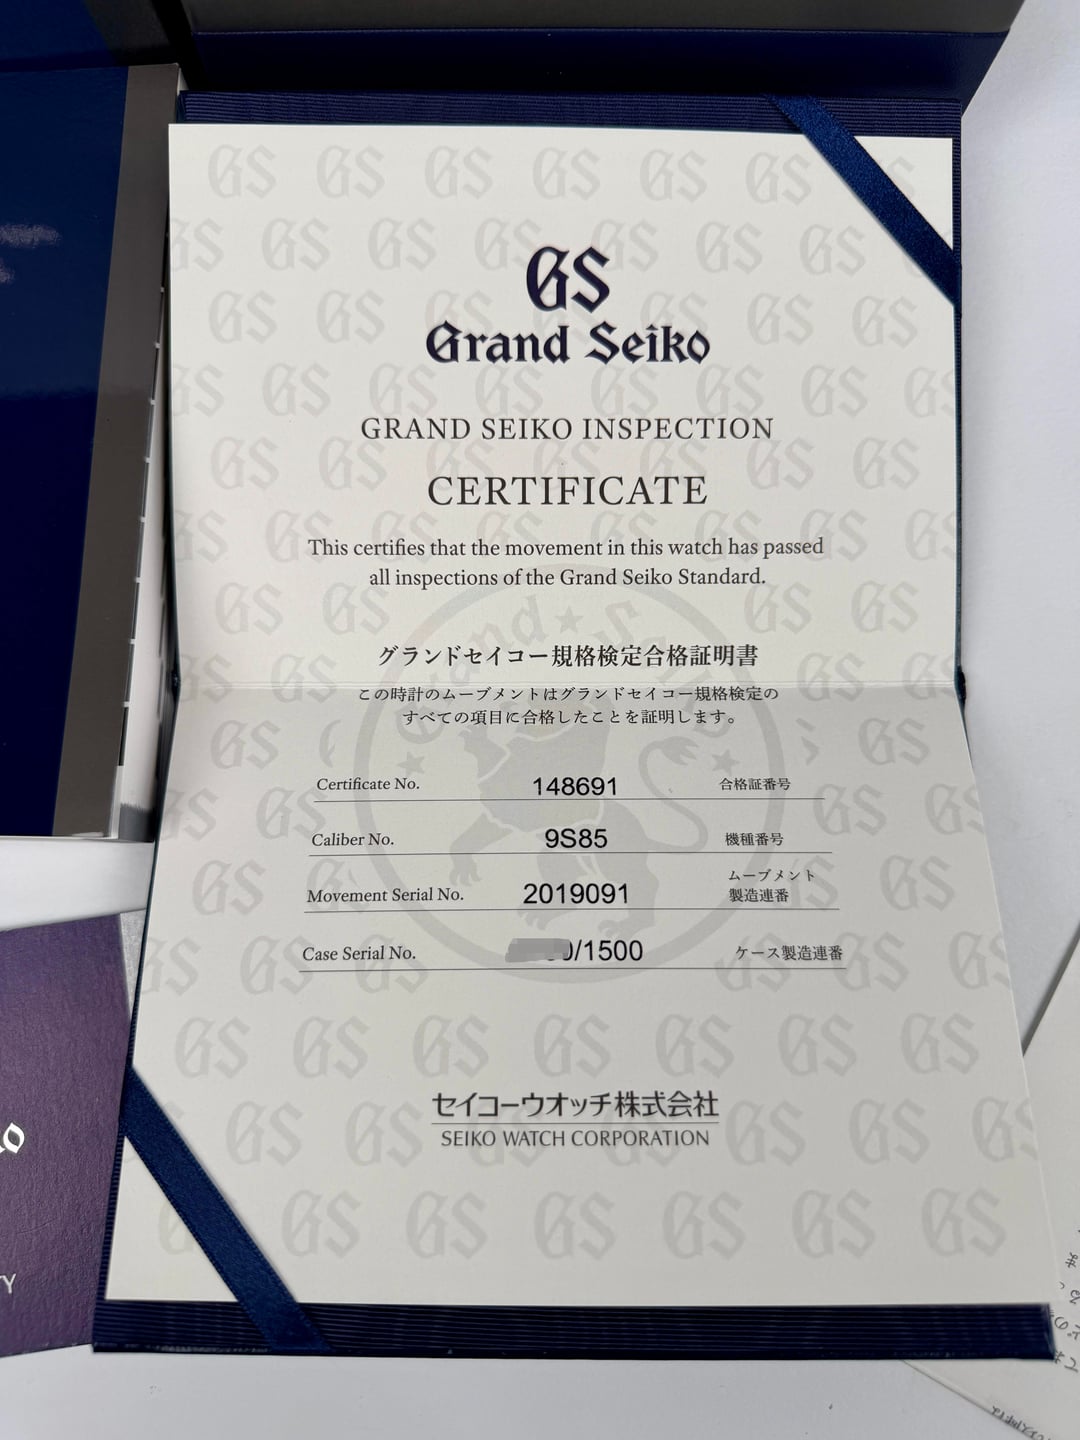 GS
Grand Seiko
GRAND SEIKO INSPECTION
CERTIFICATE
This certifies that the movement in this watch has passed
all inspections of the Grand Seiko Standard.
グランドセイコー規格検定合格証明書
この時計のムーブメントはグランドセイコー規格検定の
すべての項目に合格したことを証明します。
Certificate No. 148691 合格証番号
Caliber No. 9S85 機種番号
Movement Serial No. 2019091 ムーブメント
製造連番
Case Serial No. 0/1500 ケース製造連番
セイコーウオッチ株式会社
SEIKO WATCH CORPORATION